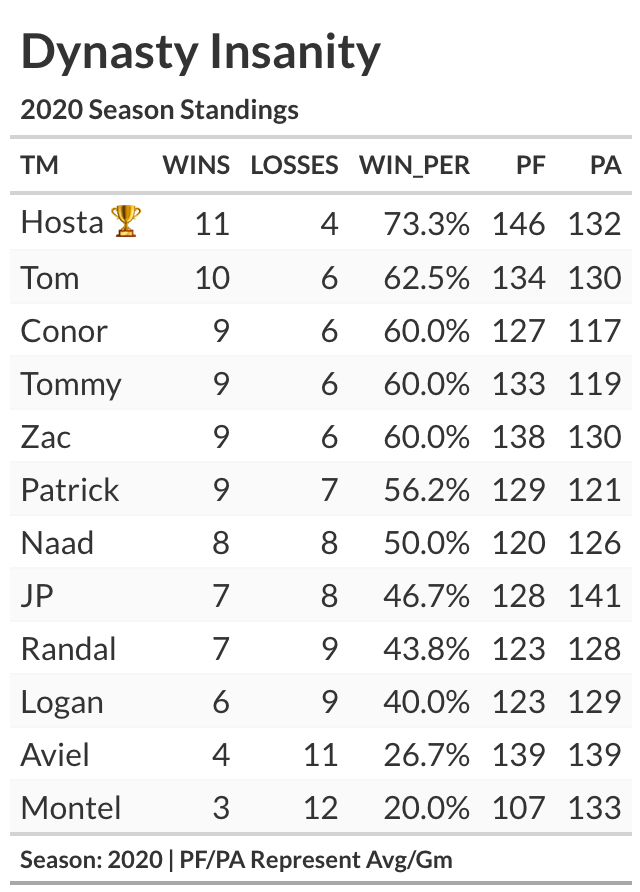 Dynasty Insanity
2020 Season Standings
TM WINS LOSSES WIN_PER PF PA
Hosta 🏆 11 4 73.3% 146 132
Tom 10 6 62.5% 134 130
Conor 9 6 60.0% 127 117
Tommy 9 6 60.0% 133 119
Zac 9 6 60.0% 138 130
Patrick 9 7 56.2% 129 121
Naad 8 8 50.0% 120 126
JP 7 8 46.7% 128 141
Randal 7 9 43.8% 123 128
Logan 6 9 40.0% 123 129
Aviel 4 11 26.7% 139 139
Montel 3 12 20.0% 107 133
Season: 2020 | PF/PA Represent Avg/Gm